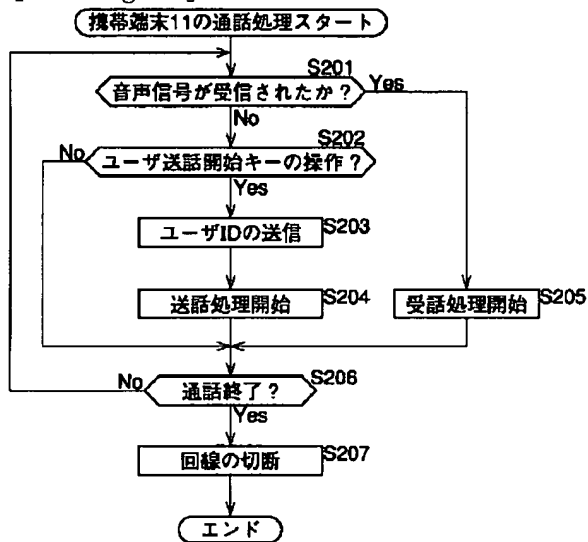 携帯端末11の通話処理スタート
S201
音声信号が受信されたか？
Yes
No
S202
No
ユーザ送話開始キーの操作？
Yes
ユーザIDの送信
S203
送話処理開始
S204
受話処理開始
S205
No
通話終了？
S206
Yes
回線の切断
S207
エンド